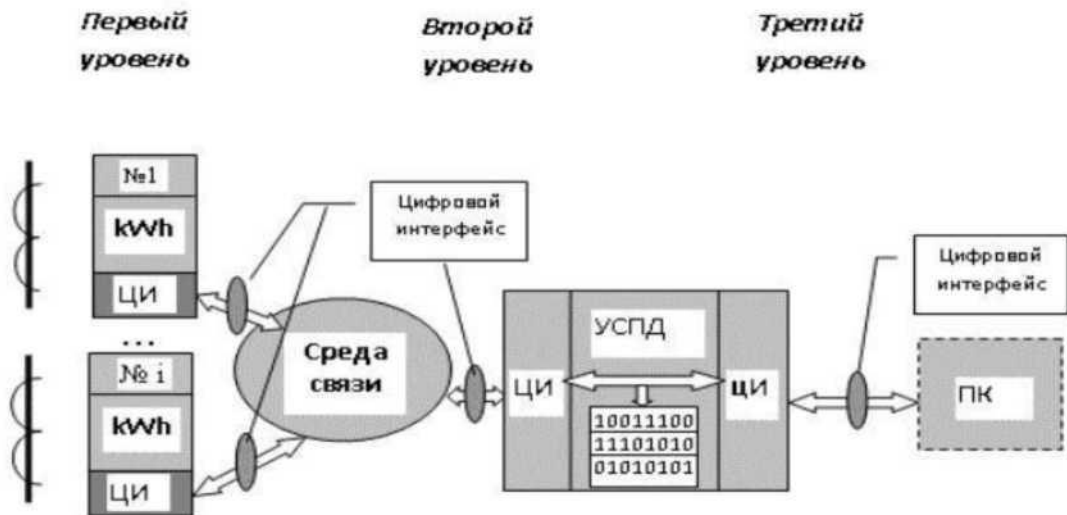 Первый
уровень
Второй
уровень
Третий
уровень
№1
kWh
ЦИ
...
№ i
kWh
ЦИ
Цифровой
интерфейс
Среда
связи
ЦИ
УСПД
10011100
11101010
01010101
ЦИ
Цифровой
интерфейс
ПК